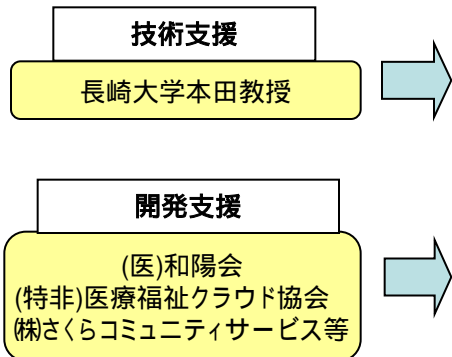 技術支援
長崎大学本田教授
開発支援
(医)和陽会
(特非)医療福祉クラウド協会
㈱さくらコミュニティサービス等